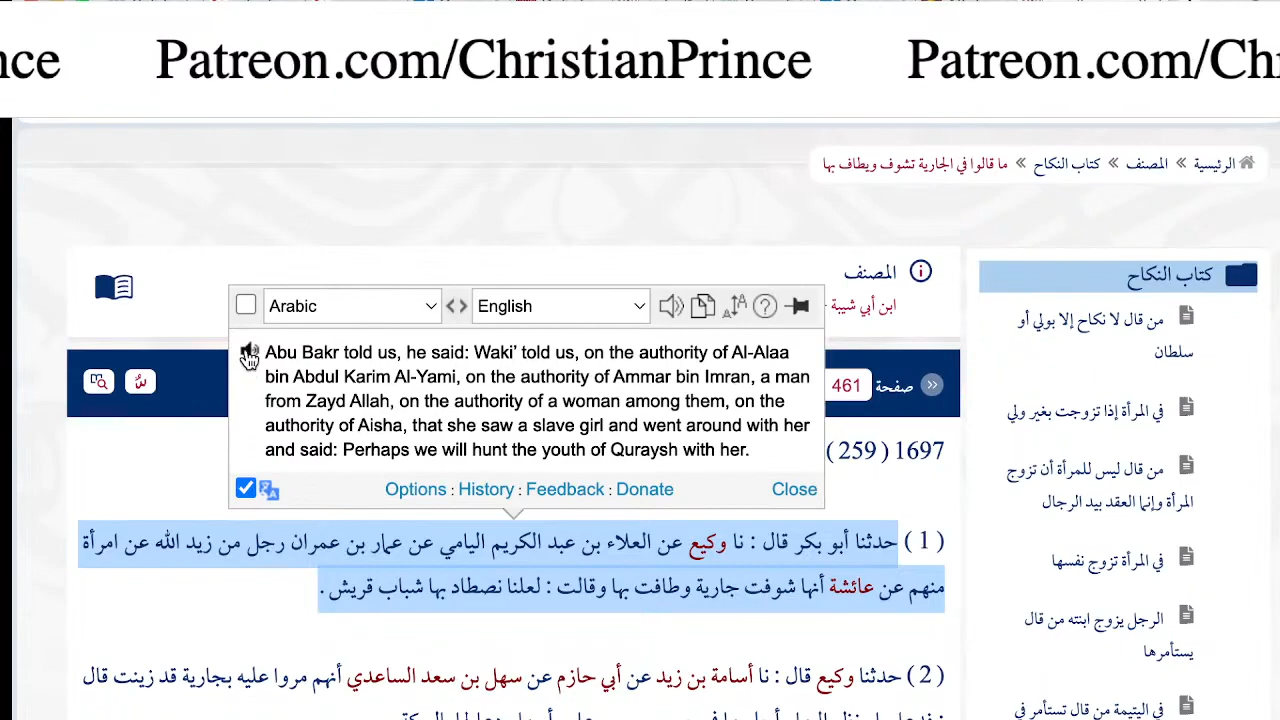 nce Patreon.com/ChristianPrince Patreon.com/Ch
الرئيسية » المصنف » كتاب النكاح » ما قالوا في الجارية تشوف ويطاف بها
المصنف
ابن أبي شيبة -
كتاب النكاح
من قال لا نكاح إلا بولي أو
سلطان
في المرأة إذا تزوجت بغير ولي
من قال ليس للمرأة أن تزوج
المرأة وإنما العقد بيد الرجال
في المرأة تزوج نفسها
الرجل يزوج ابنته من قال
يستأمرها
في اليتيمة من قال تستأمر في
Arabic <> English
Abu Bakr told us, he said: Waki’ told us, on the authority of Al-Alaa
bin Abdul Karim Al-Yami, on the authority of Ammar bin Imran, a man
from Zayd Allah, on the authority of a woman among them, on the
authority of Aisha, that she saw a slave girl and went around with her
and said: Perhaps we will hunt the youth of Quraysh with her.
Options : History : Feedback : Donate Close
صفحة 461
1697 ( 259 )
( 1 ) حدثنا أبو بكر قال : نا وكيع عن العلاء بن عبد الكريم اليامي عن عمار بن عمران رجل من زيد الله عن امرأة
منهم عن عائشة أنها شوفت جارية وطافت بها وقالت : لعلنا نصطاد بها شباب قريش .
( 2 ) حدثنا وكيع قال : نا أسامة بن زيد عن أبي حازم عن سهل بن سعد الساعدي أنهم مروا عليه بجارية قد زينت قال